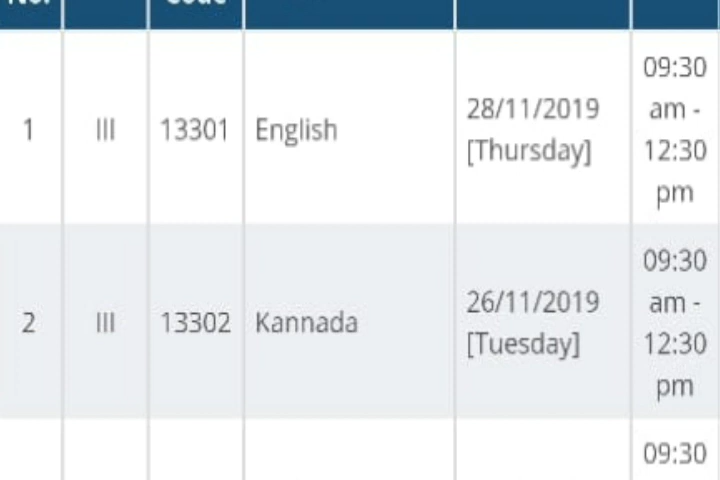 1 III 13301 English 28/11/2019 [Thursday] 09:30 am - 12:30 pm
2 III 13302 Kannada 26/11/2019 [Tuesday] 09:30 am - 12:30 pm
09:30